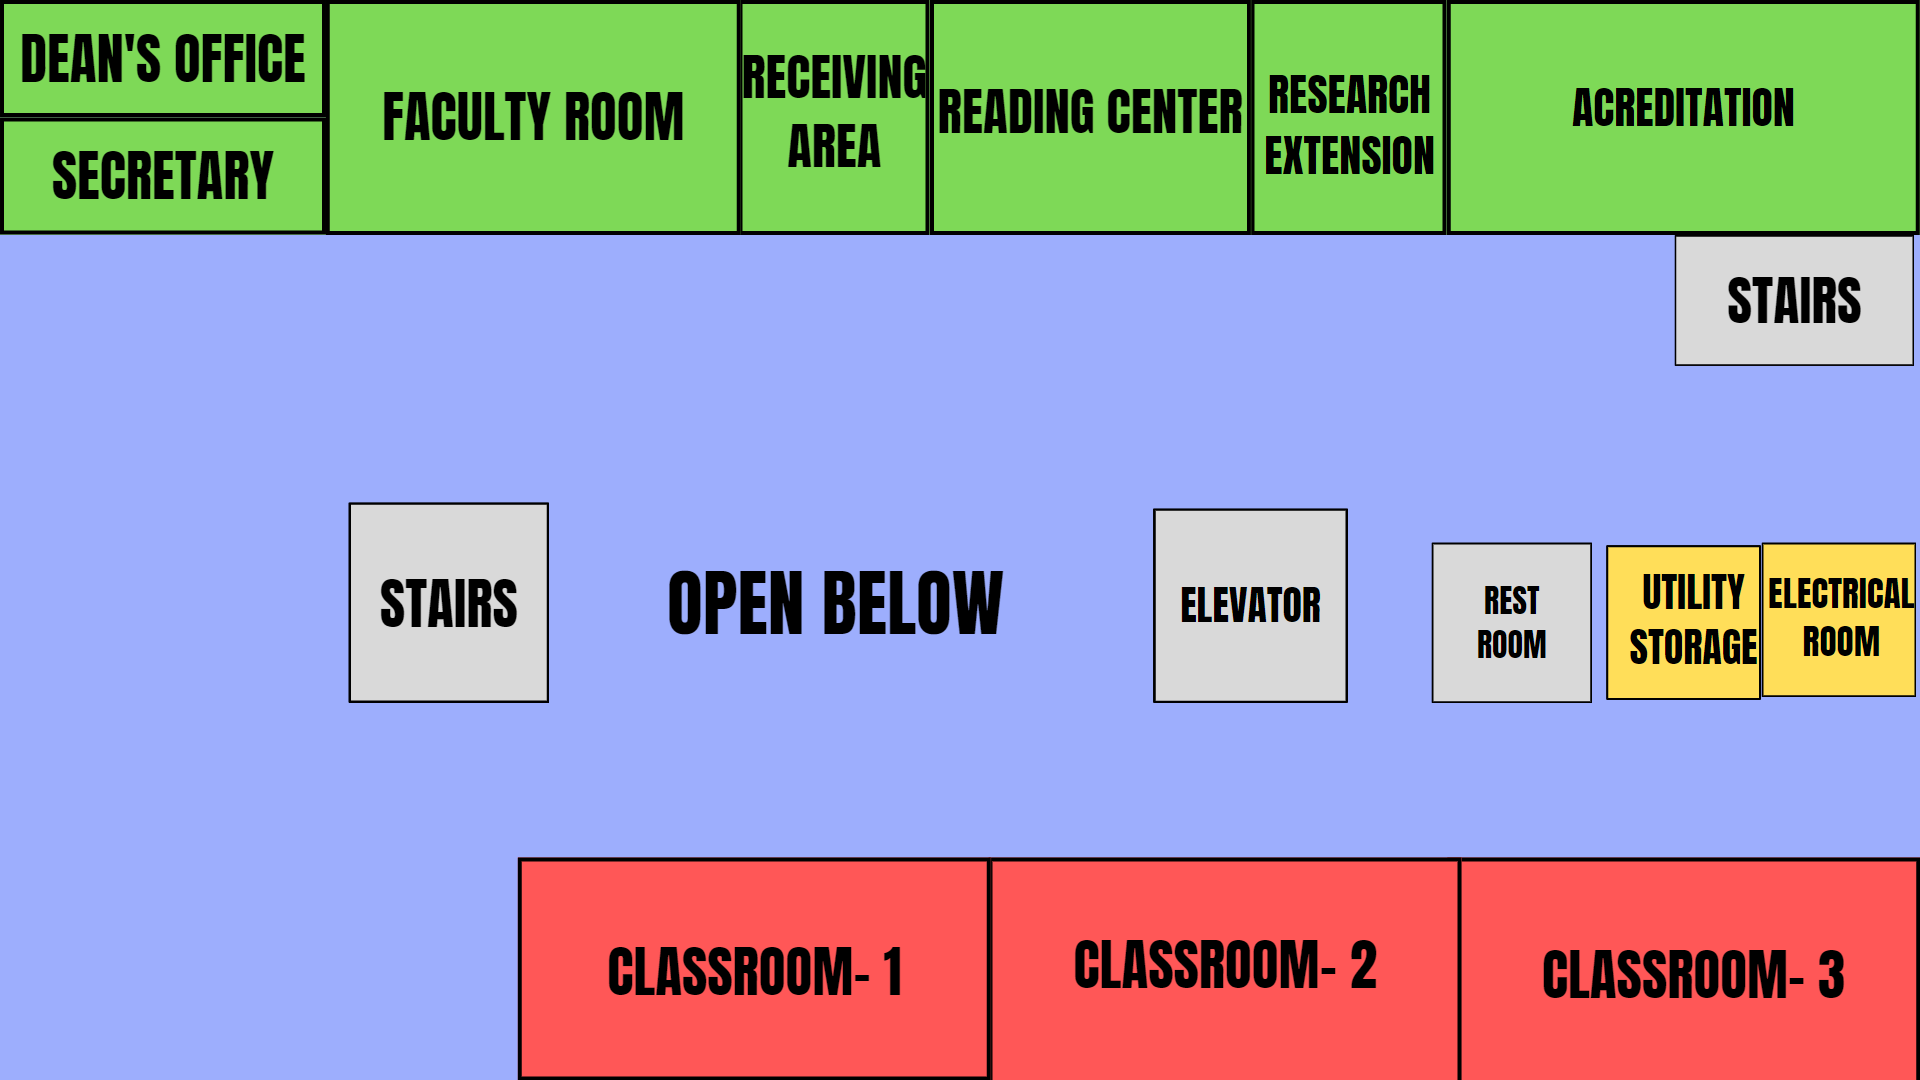 DEAN'S OFFICE
SECRETARY
FACULTY ROOM
RECEIVING
AREA
READING CENTER
RESEARCH
EXTENSION
ACREDITATION
STAIRS
STAIRS
OPEN BELOW
ELEVATOR
REST
ROOM
UTILITY
STORAGE
ELECTRICAL
ROOM
CLASSROOM- 1
CLASSROOM- 2
CLASSROOM- 3